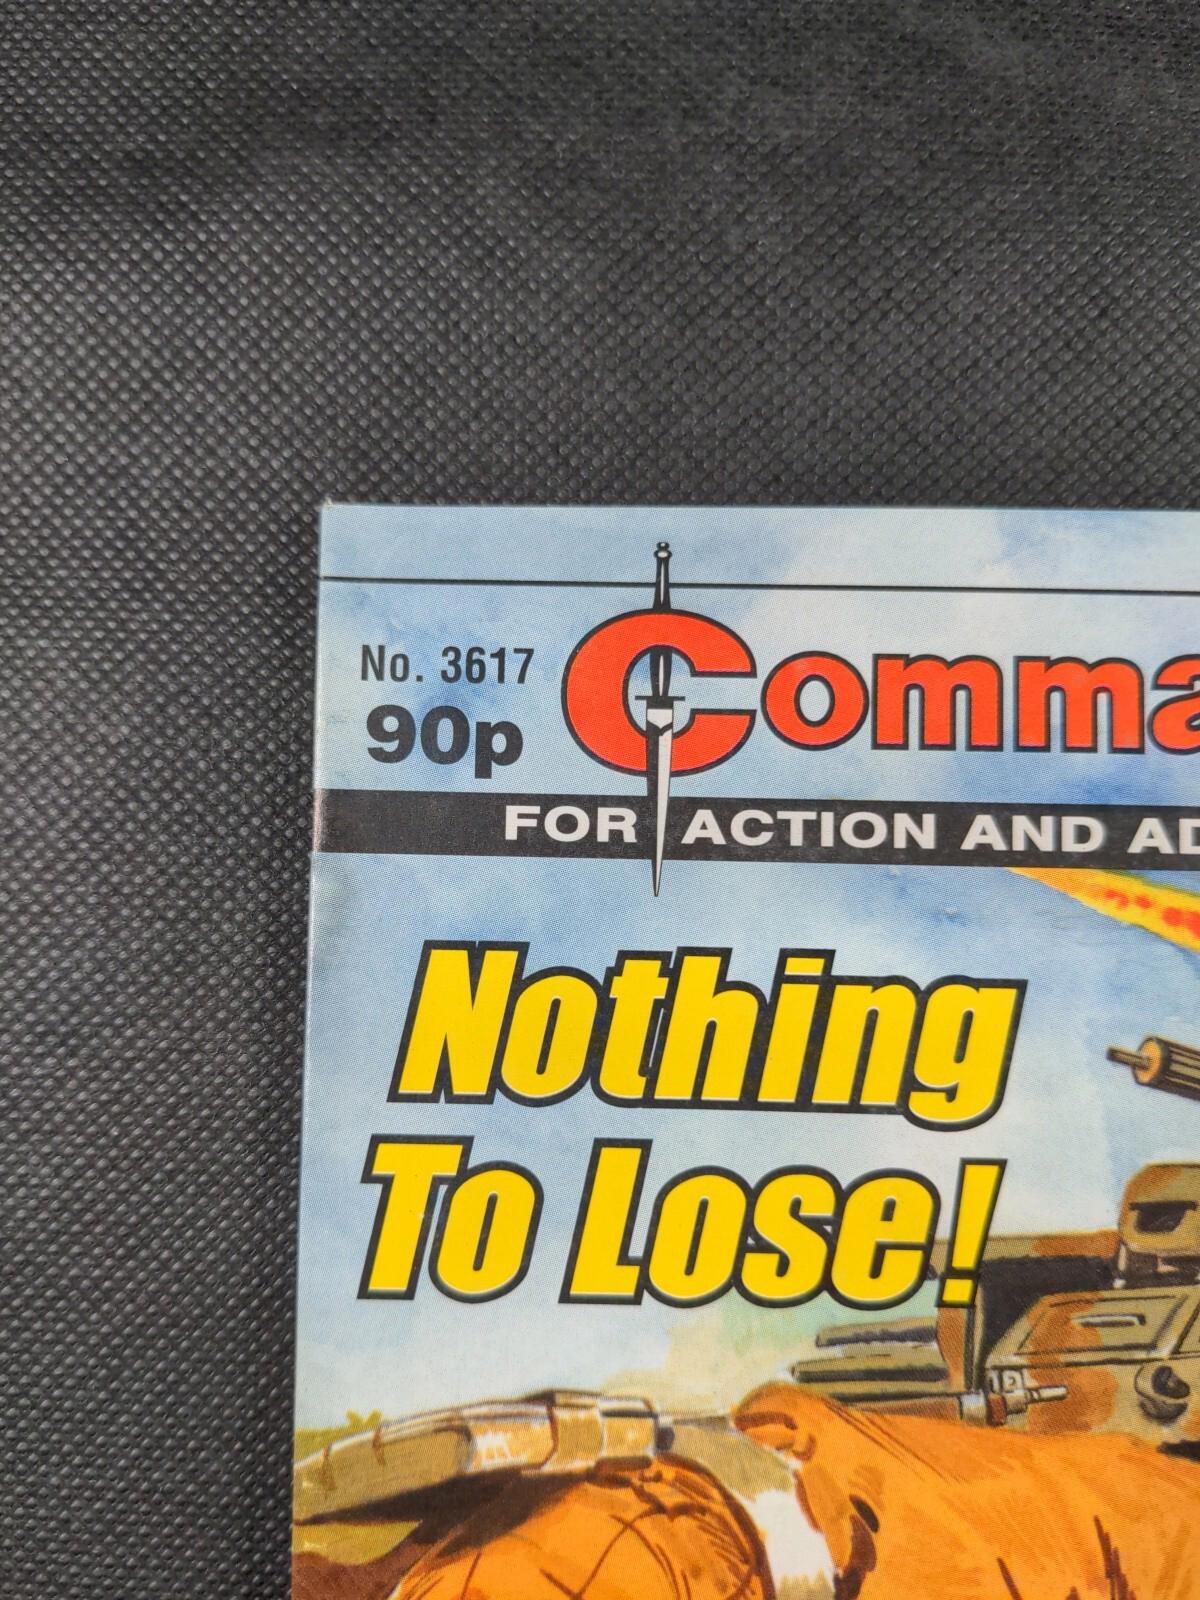 No. 3617
90p
Comma
FOR ACTION AND AD
Nothing
To Lose!